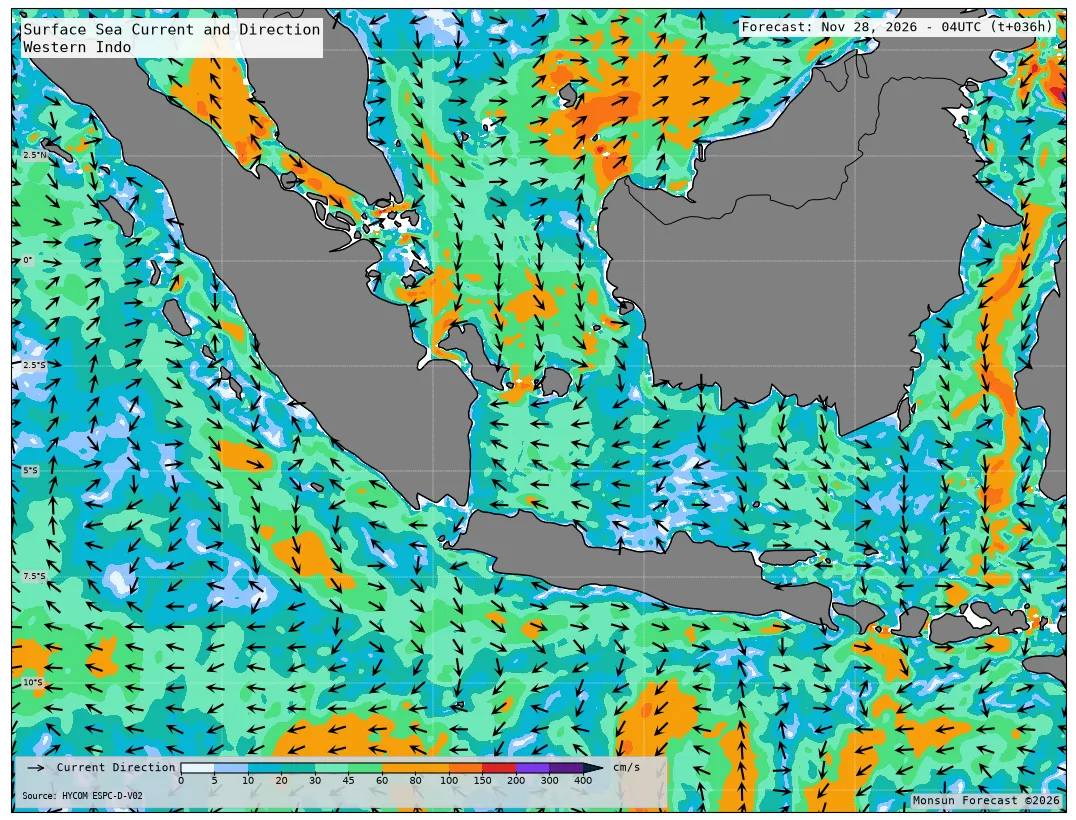 Surface Sea Current and Direction
Western Indo
Forecast: Nov 28, 2026 - 04UTC (t+036h)
2.5°N
0°
2.5°S
5°S
7.5°S
10°S
Current Direction
0 5 10 20 30 45 60 80 100 150 200 300 400 cm/s
Source: HYCOM ESPC-D-V02
Monsun Forecast ©2026